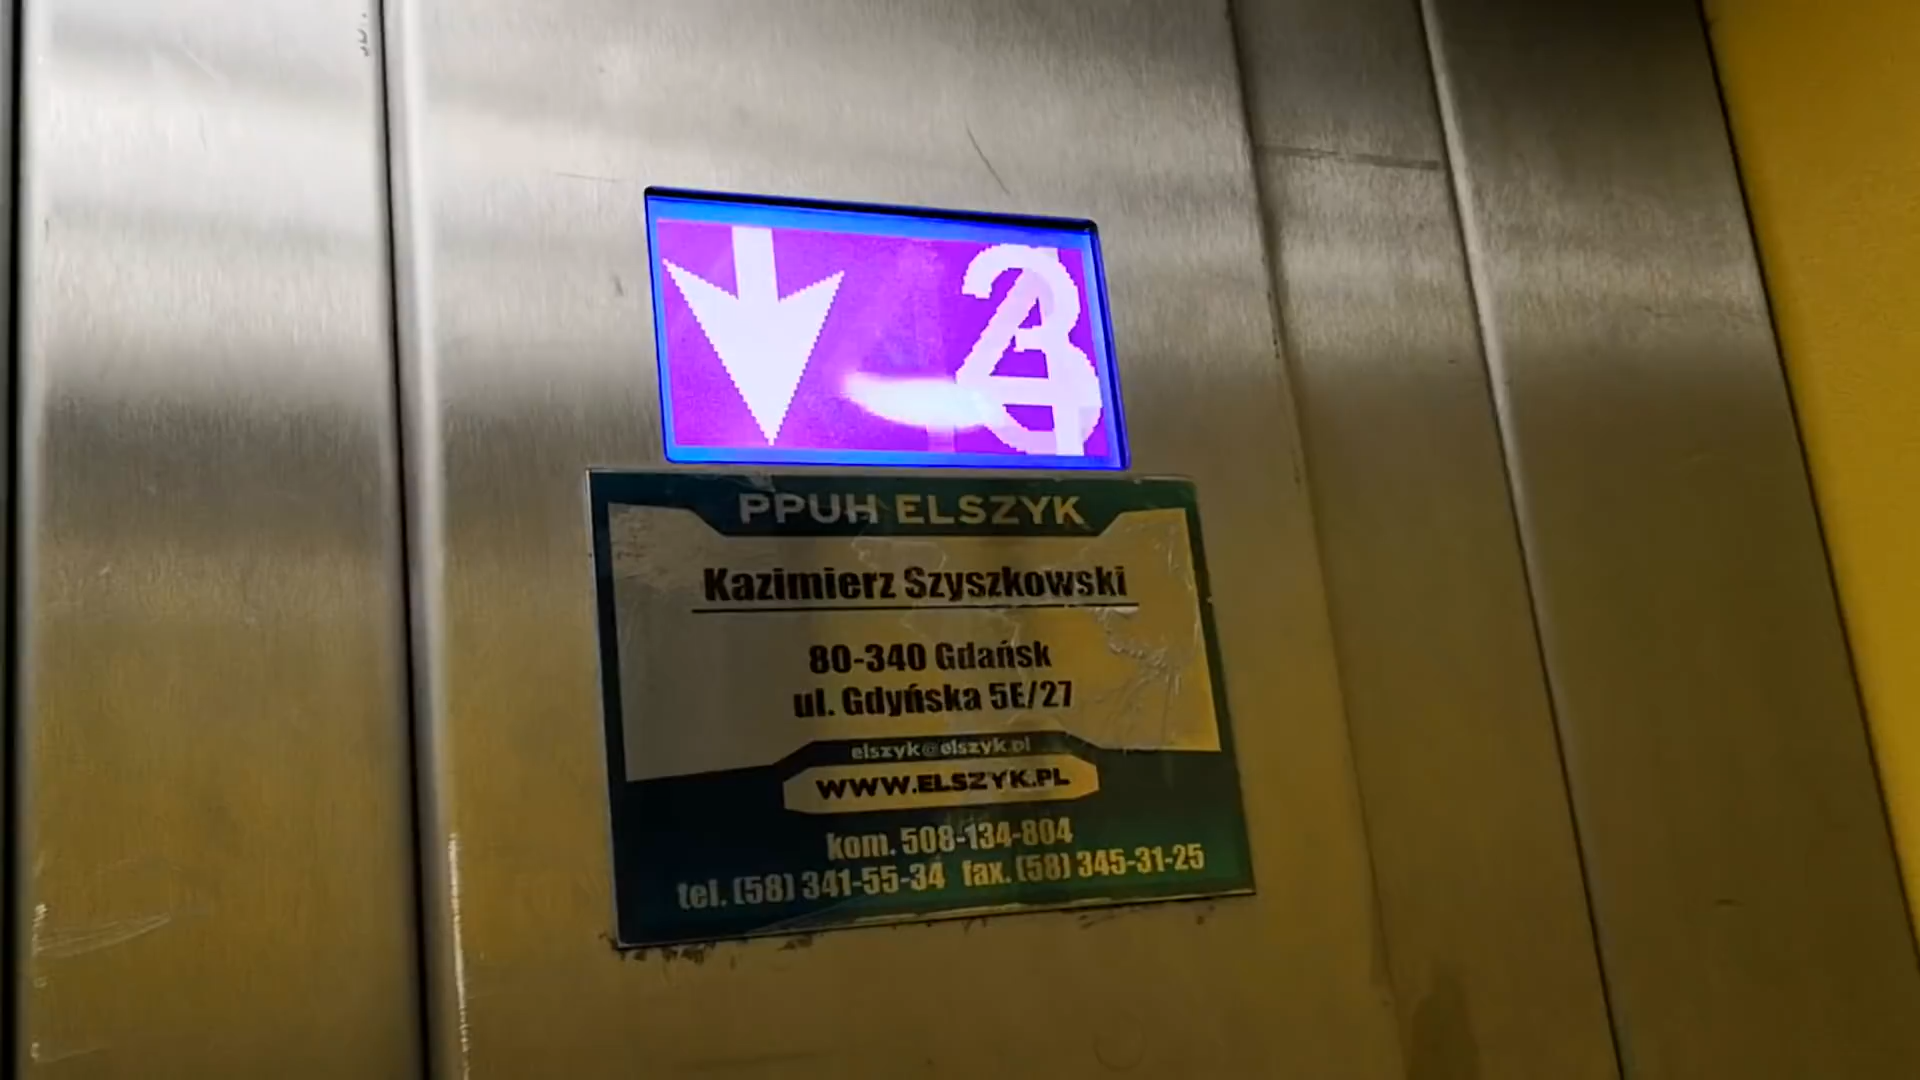 PPUH ELSZYK
Kazimierz Szyszkowski
80-340 Gdańsk
ul. Gdyńska 5E/27
elszyk@elszyk.pl
WWW.ELSZYK.PL
kom. 508-134-804
tel. (58) 341-55-34 fax. (58) 345-31-25